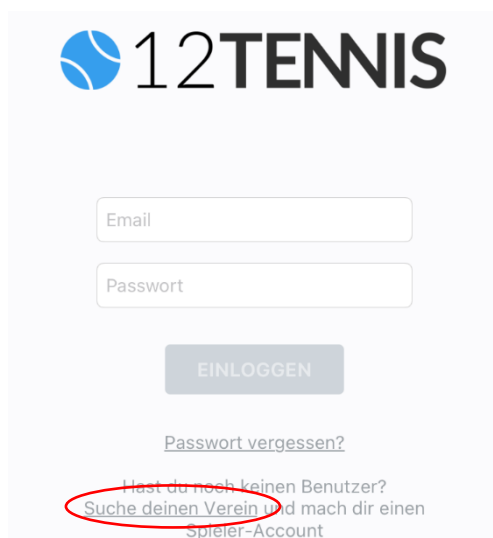 12TENNIS
Email
Passwort
EINLOGGEN
Passwort vergessen?
Hast du noch keinen Benutzer?
Suche deinen Verein und mach dir einen
Spieler-Account